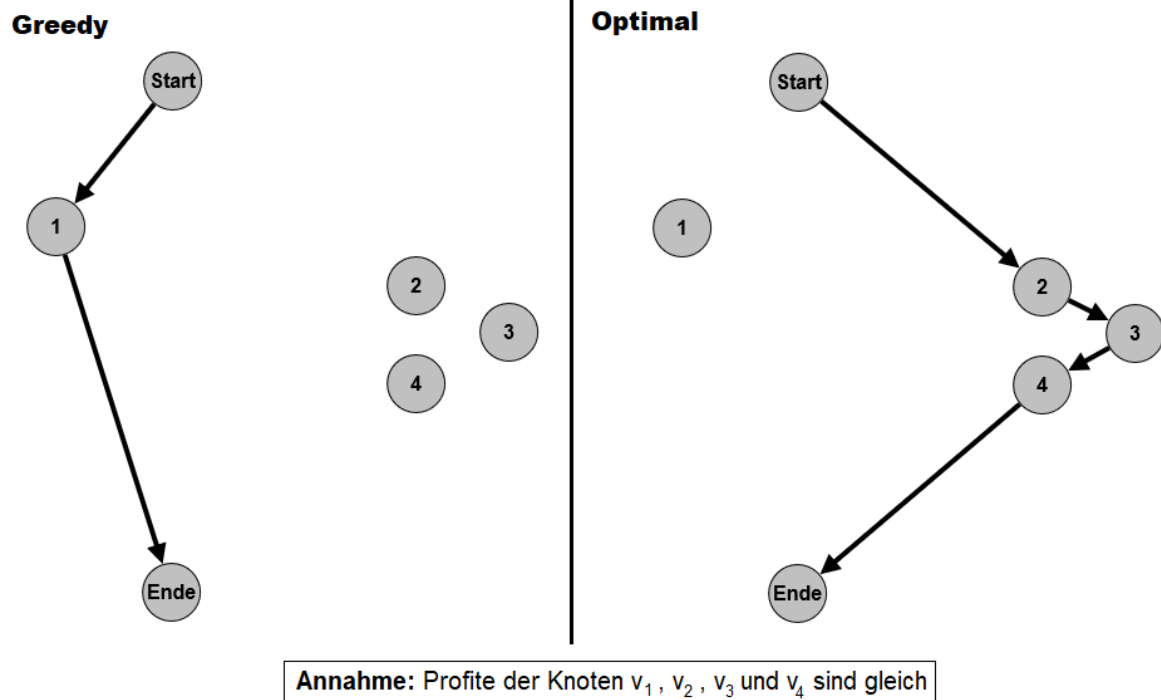 Greedy
Start
1
2
3
4
Ende
Optimal
Start
1
2
3
4
Ende
Annahme: Profite der Knoten v₁ , v₂ , v₃ und v₄ sind gleich